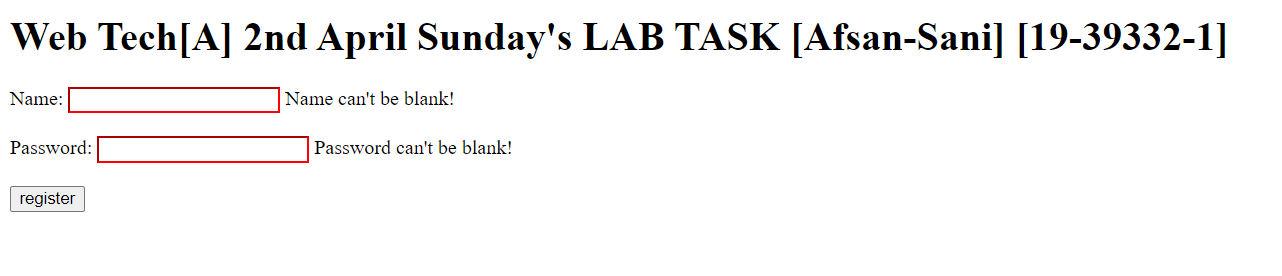 Web Tech[A] 2nd April Sunday's LAB TASK [Afsan-Sani] [19-39332-1]
Name: Name can't be blank!
Password: Password can't be blank!
register